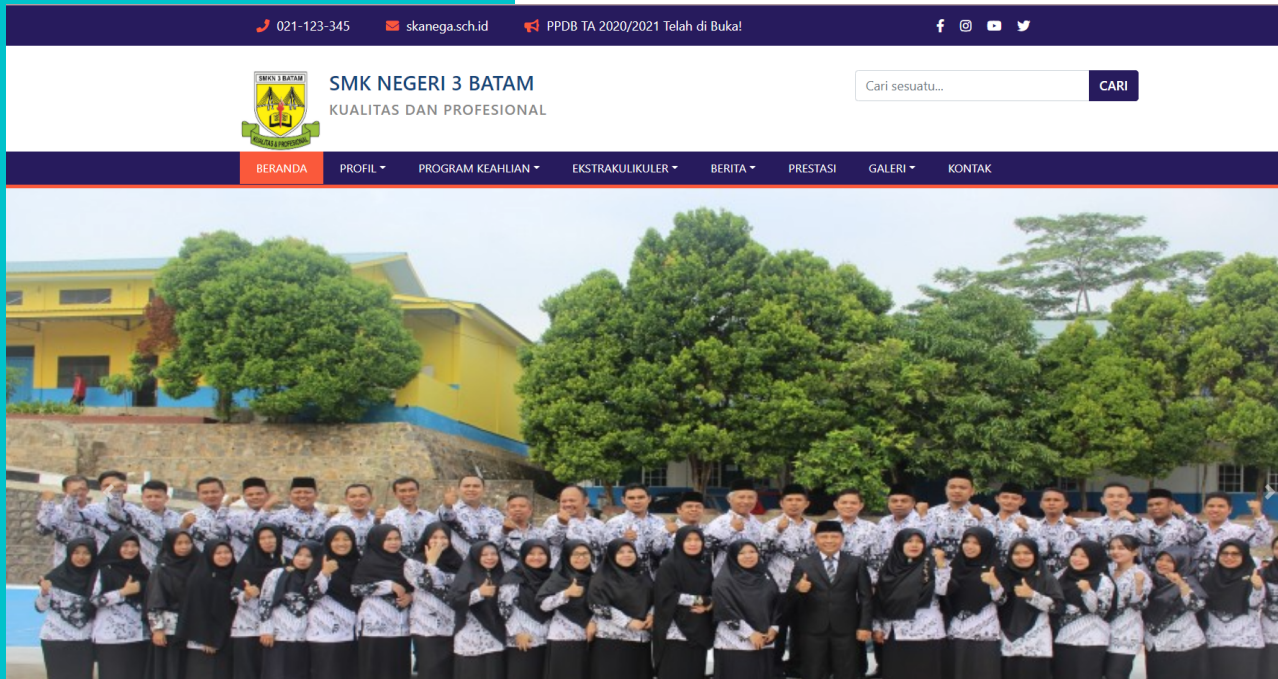 021-123-345 skanega.sch.id PPDB TA 2020/2021 Telah di Buka!
SMKN 3 BATAM
KUALITAS & PROFESIONAL
SMK NEGERI 3 BATAM
KUALITAS DAN PROFESIONAL
Cari sesuatu... CARI
BERANDA PROFIL PROGRAM KEAHLIAN EKSTRAKULIKULER BERITA PRESTASI GALERI KONTAK